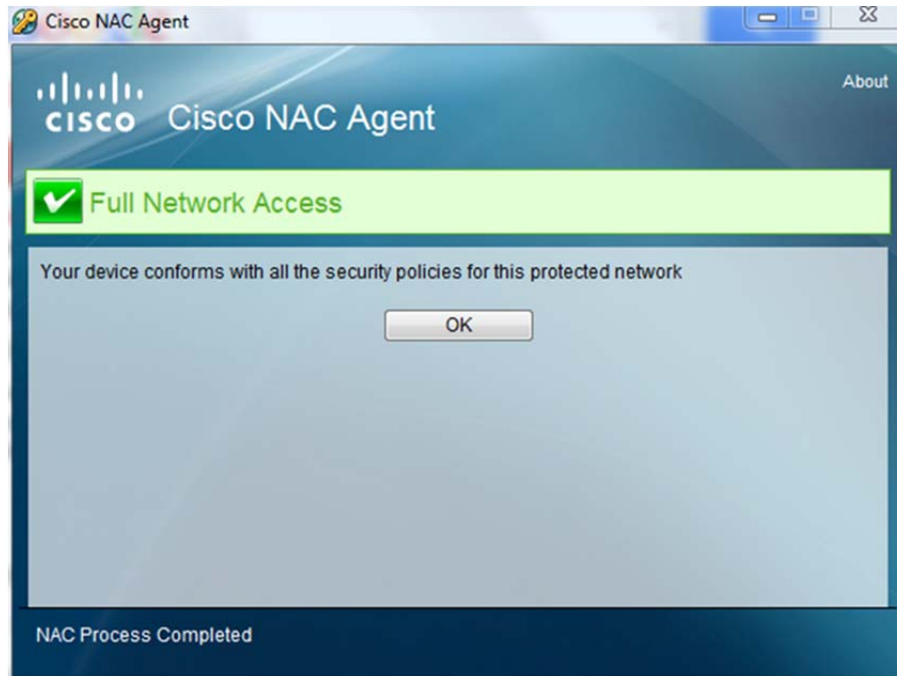 Cisco NAC Agent
About
CISCO
Cisco NAC Agent
Full Network Access
Your device conforms with all the security policies for this protected network
OK
NAC Process Completed